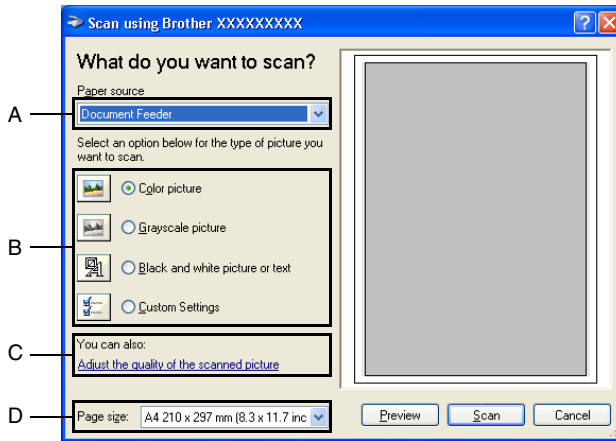 Scan using Brother XXXXXXXXX
What do you want to scan?
Paper source
A
Document Feeder
Select an option below for the type of picture you
want to scan.
Color picture
Grayscale picture
B
Black and white picture or text
Custom Settings
You can also:
C
Adjust the quality of the scanned picture
D
Page size: A4 210 x 297 mm (8.3 x 11.7 inc
Preview Scan Cancel